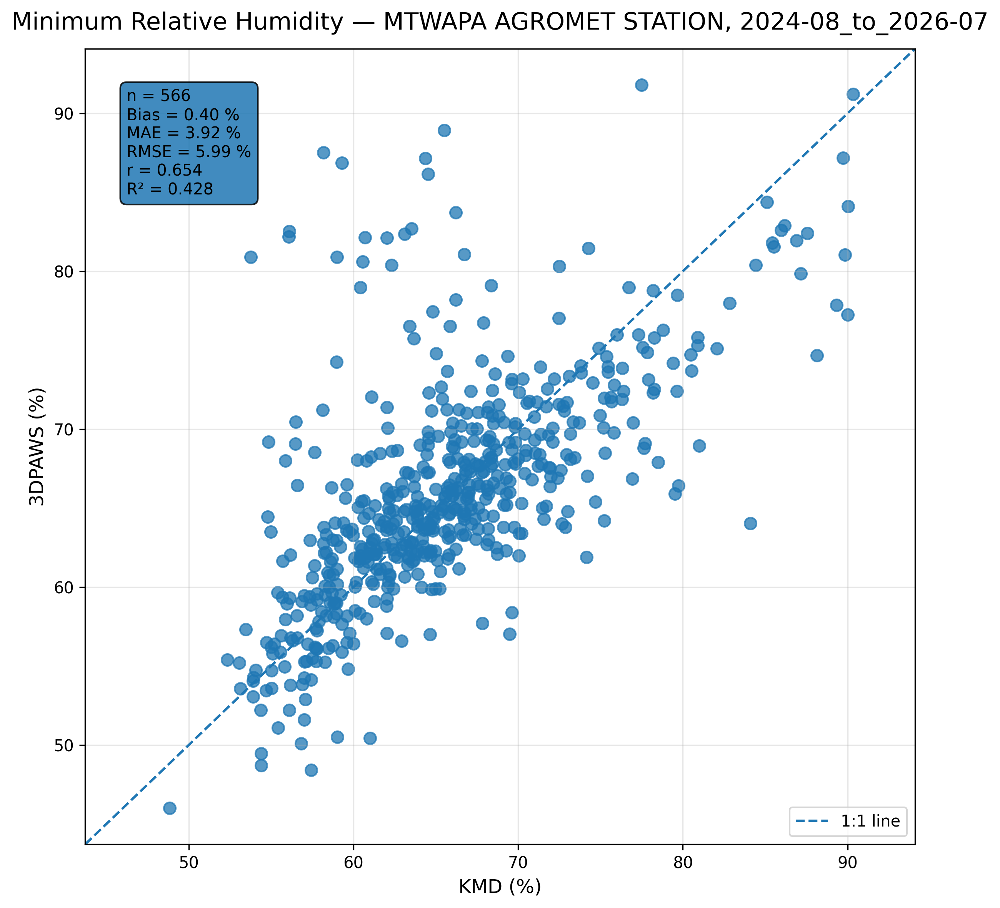 Minimum Relative Humidity — MTWAPA AGROMET STATION, 2024-08_to_2026-07
n = 566
Bias = 0.40 %
MAE = 3.92 %
RMSE = 5.99 %
r = 0.654
R² = 0.428
90
80
70
60
50
3DPAWS (%)
1:1 line
50 60 70 80 90
KMD (%)